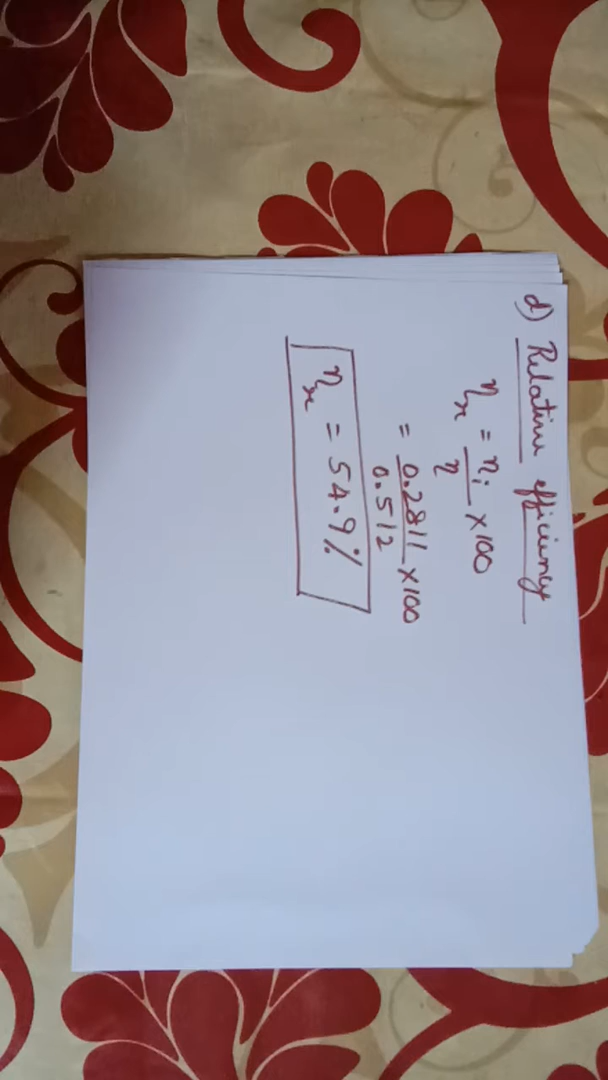 d) Relative efficiency
ηr = ηi / η × 100
= 0.2811 / 0.512 × 100
ηr = 54.9%